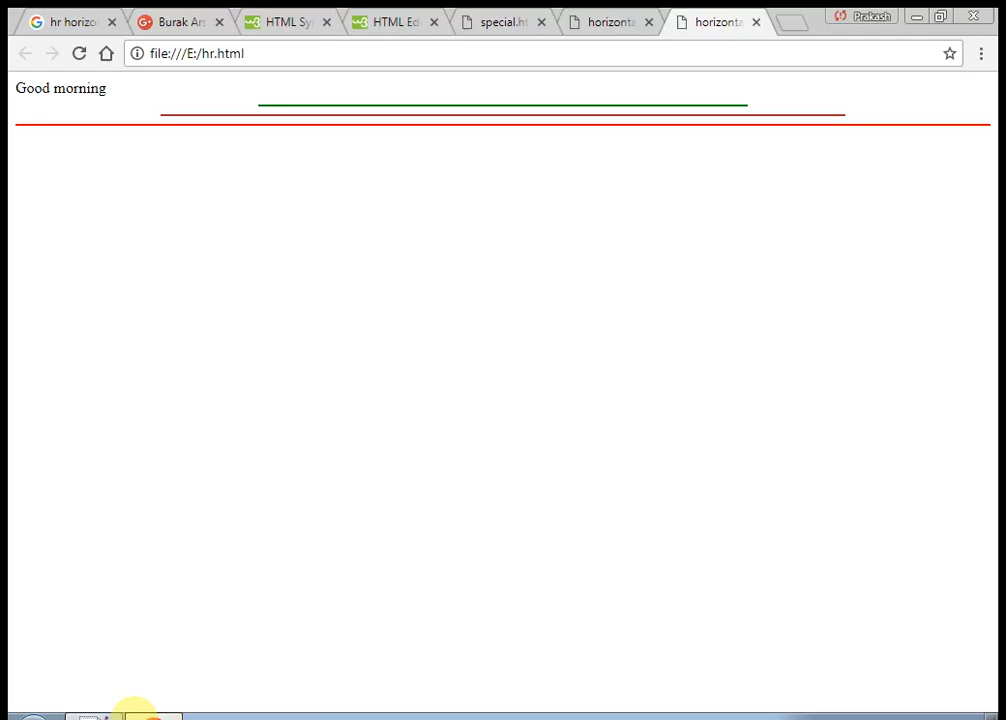 hr horizo
Burak Ars
HTML Sy
HTML Ed
special.ht
horizonta
horizonta
Prakash
file:///E:/hr.html
Good morning